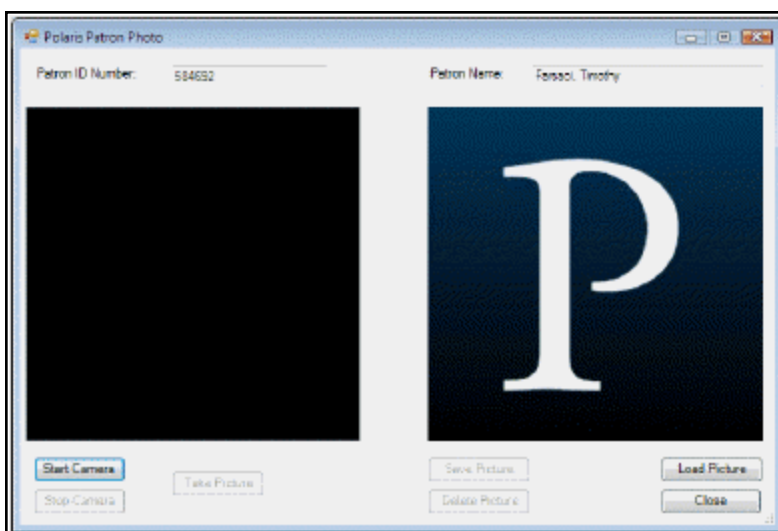 Polaris Patron Photo
Patron ID Number: 584692 Patron Name: Timothy
P
Start Camera Take Picture Save Picture Load Picture
Stop Camera Delete Picture Close